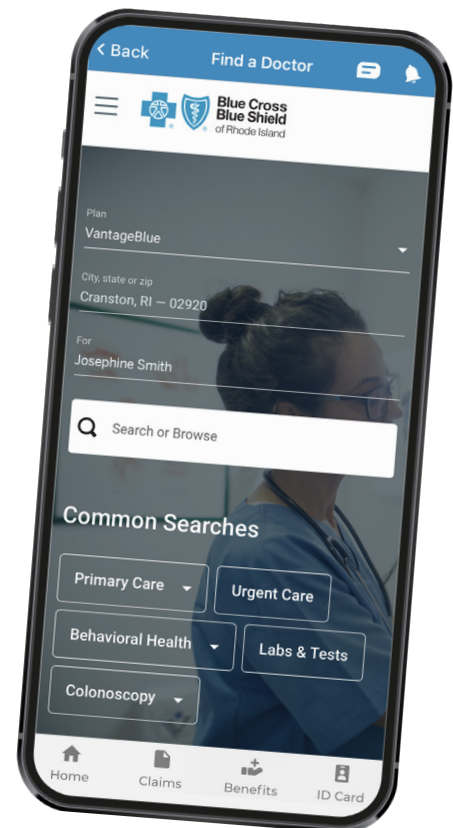 Back
Find a Doctor
Blue Cross
Blue Shield
of Rhode Island
Plan
VantageBlue
City, state or zip
Cranston, RI — 02920
For
Josephine Smith
Search or Browse
Common Searches
Primary Care
Urgent Care
Behavioral Health
Labs & Tests
Colonoscopy
Home
Claims
Benefits
ID Card